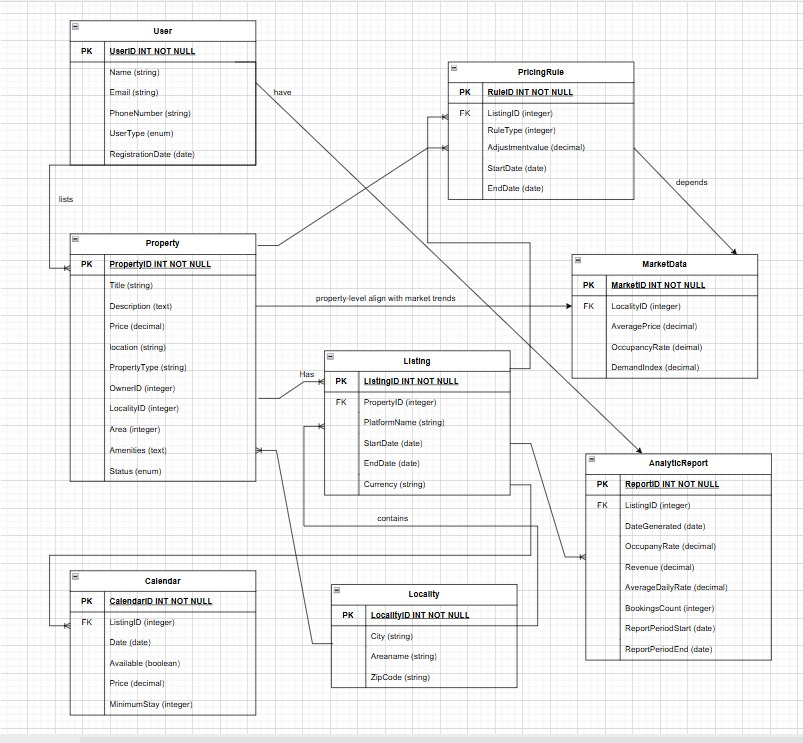 User
PK UserID INT NOT NULL
Name (string)
Email (string)
PhoneNumber (string)
UserType (enum)
RegistrationDate (date)
have
lists
PricingRule
PK RuleID INT NOT NULL
FK ListingID (integer)
RuleType (integer)
Adjustmentvalue (decimal)
StartDate (date)
EndDate (date)
depends
Property
PK PropertyID INT NOT NULL
Title (string)
Description (text)
Price (decimal)
location (string)
PropertyType (string)
OwnerID (integer)
LocalityID (integer)
Area (integer)
Amenities (text)
Status (enum)
property-level align with market trends
MarketData
PK MarketID INT NOT NULL
FK LocalityID (integer)
AveragePrice (decimal)
OccupancyRate (deimal)
DemandIndex (decimal)
Has
Listing
PK ListingID INT NOT NULL
FK PropertyID (integer)
PlatformName (string)
StartDate (date)
EndDate (date)
Currency (string)
contains
AnalyticReport
PK ReportID INT NOT NULL
FK ListingID (integer)
DateGenerated (date)
OccupanyRate (decimal)
Revenue (decimal)
AverageDailyRate (decimal)
BookingsCount (integer)
ReportPeriodStart (date)
ReportPeriodEnd (date)
Calendar
PK CalendarID INT NOT NULL
FK ListingID (integer)
Date (date)
Available (boolean)
Price (decimal)
MinimumStay (integer)
Locality
PK LocalityID INT NOT NULL
City (string)
Areaname (string)
ZipCode (string)